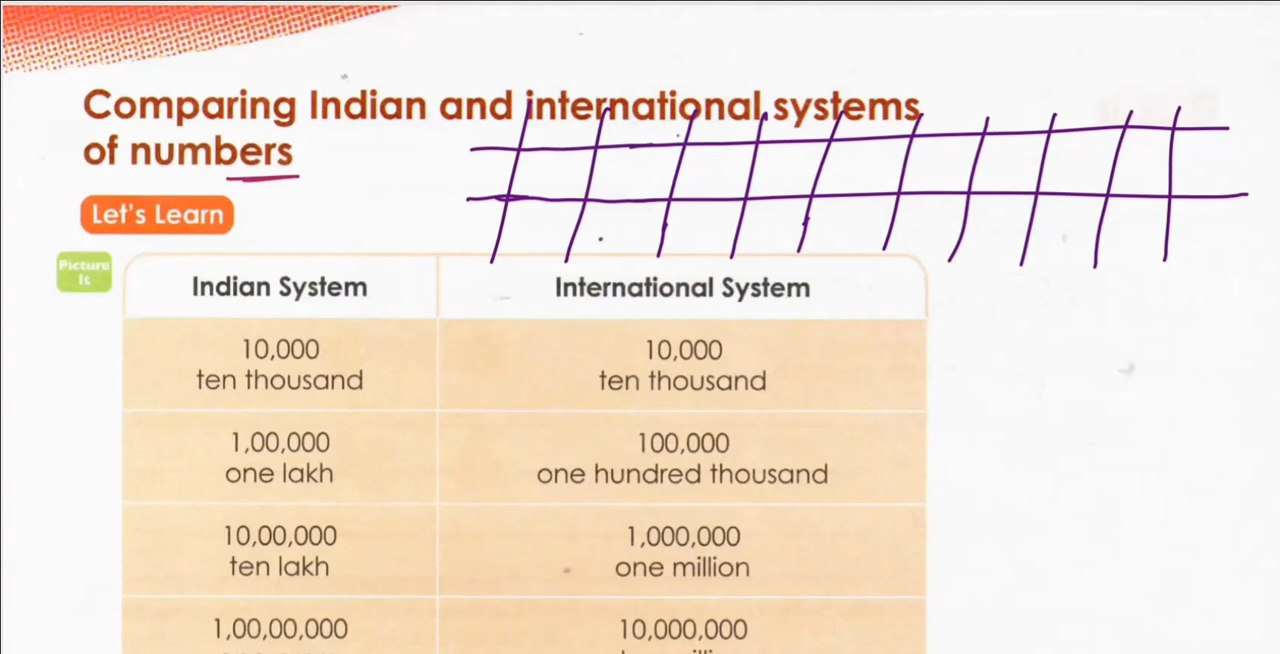 Comparing Indian and international systems
of numbers
Let's Learn
Picture
It
Indian System
International System
10,000
ten thousand
10,000
ten thousand
1,00,000
one lakh
100,000
one hundred thousand
10,00,000
ten lakh
1,000,000
one million
1,00,00,000
10,000,000